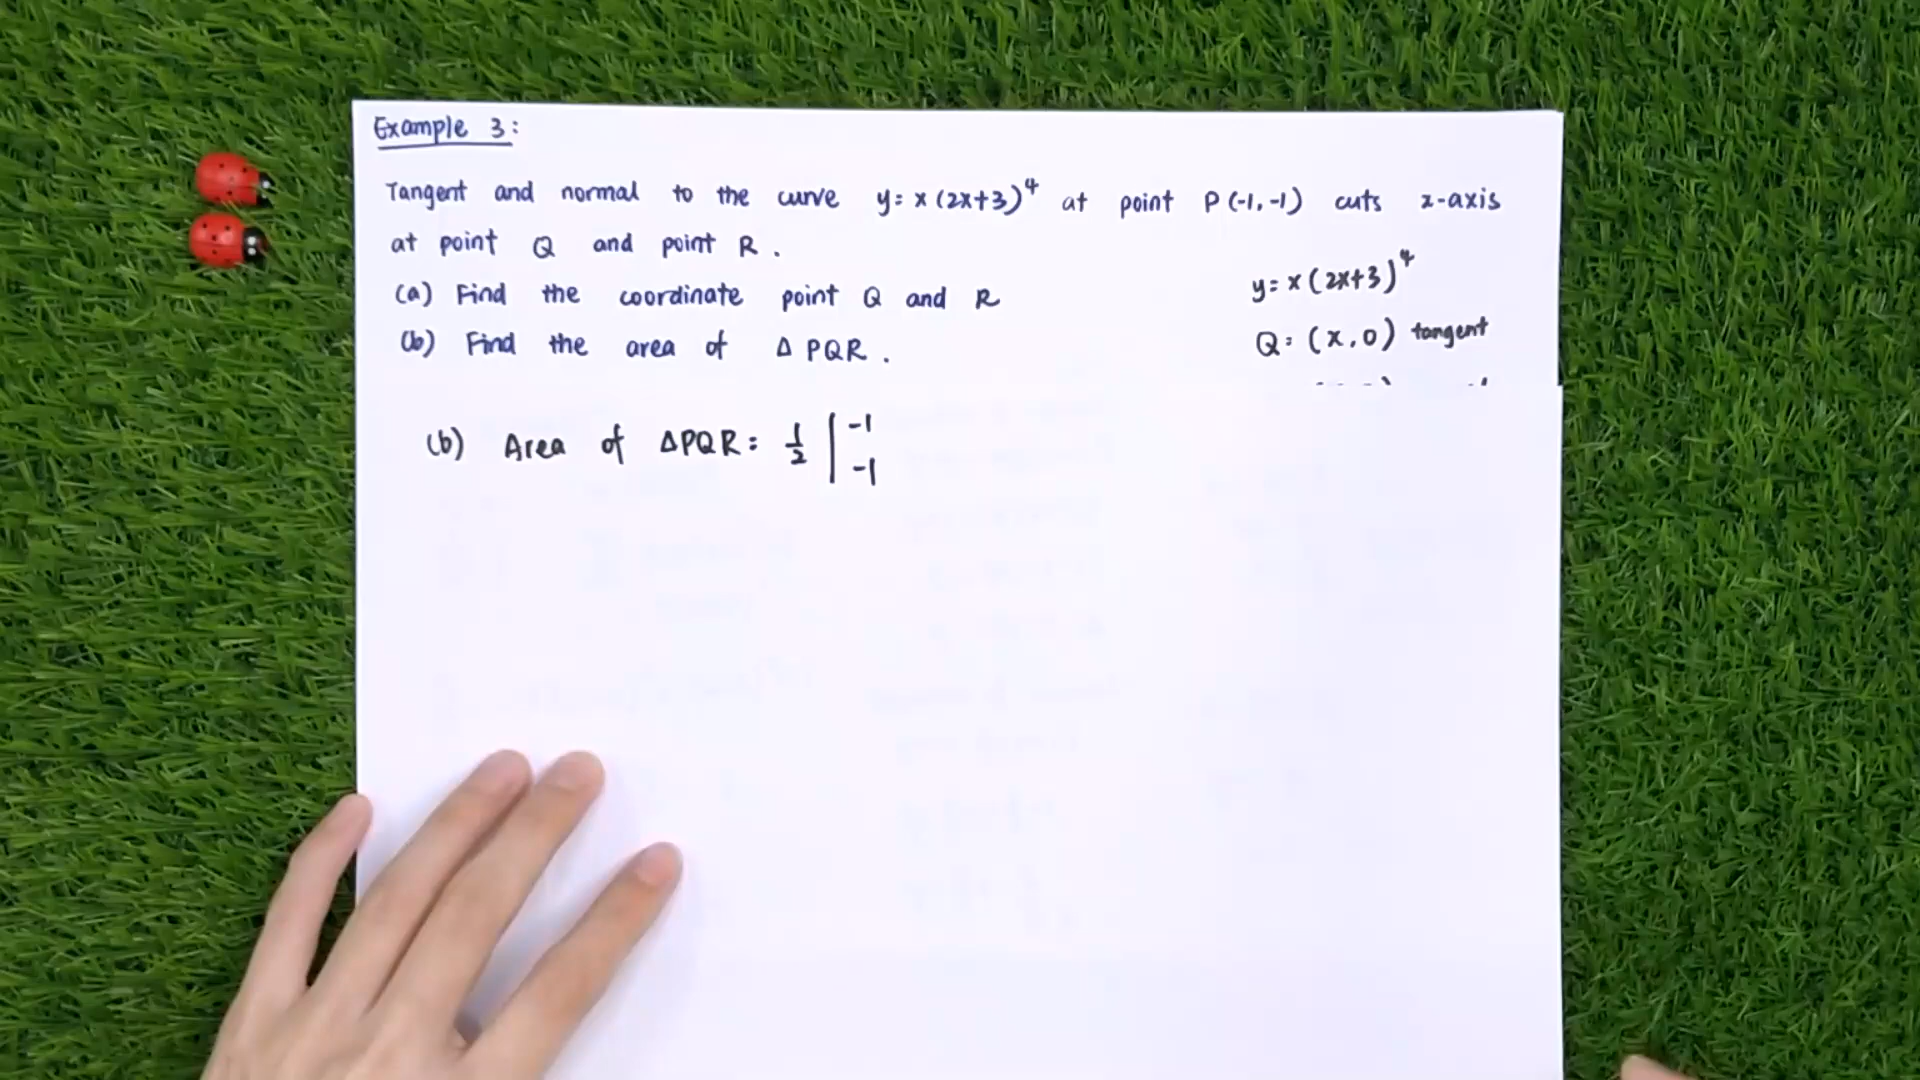 Example 3:
Tangent and normal to the curve y = x(2x+3)⁴ at point P(-1,-1) cuts x-axis
at point Q and point R.
(a) Find the coordinate point Q and R
(b) Find the area of Δ PQR.
y = x(2x+3)⁴
Q = (x,0) tangent
(b) Area of ΔPQR = 1/2 | -1
-1